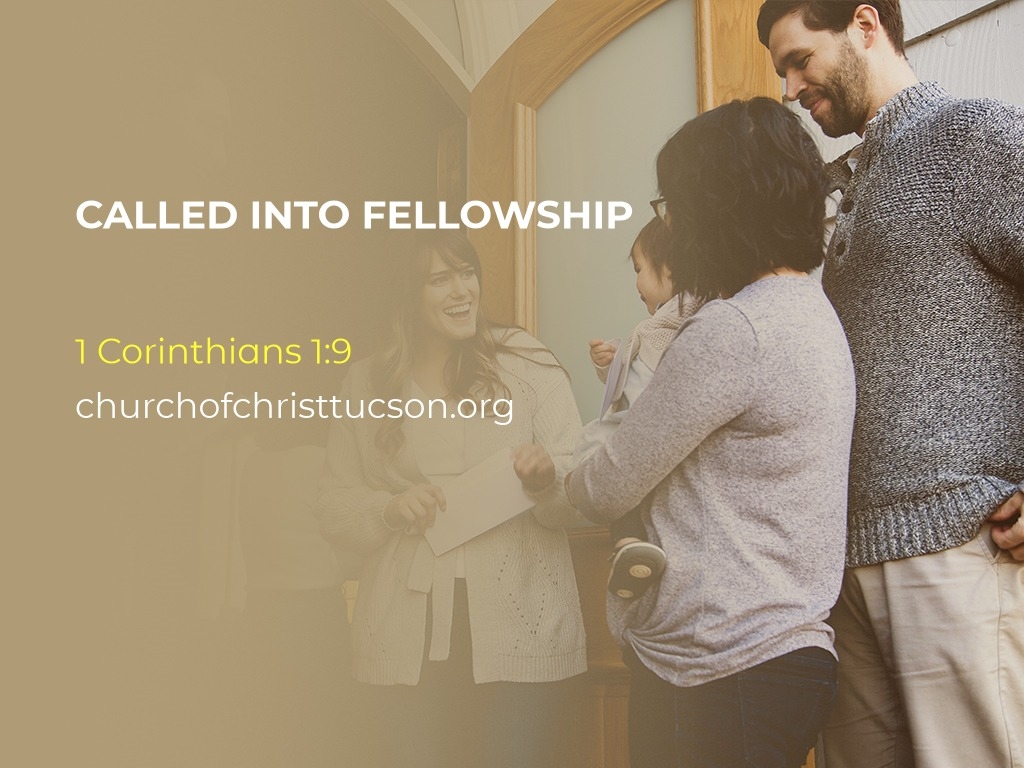 CALLED INTO FELLOWSHIP
1 Corinthians 1:9
churchofchristtucson.org